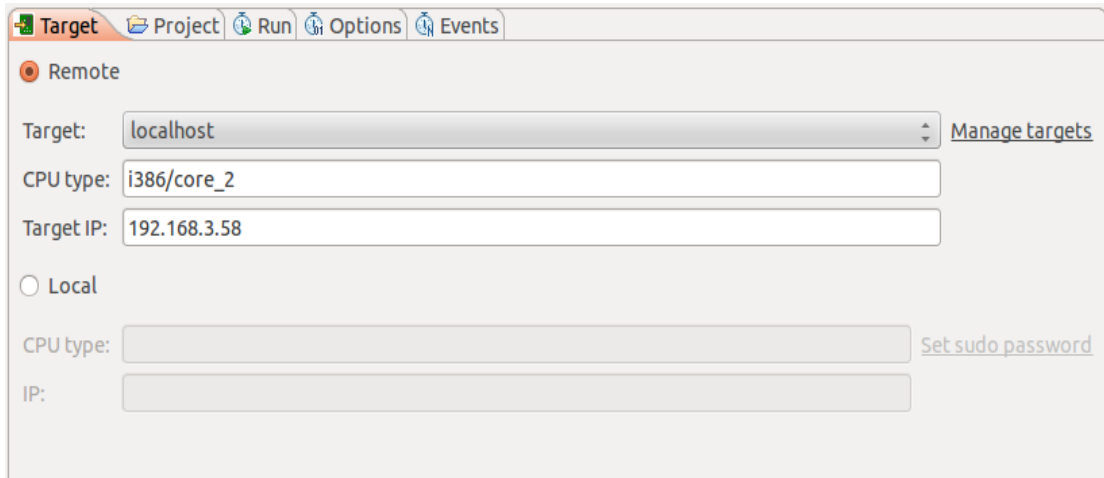 Target Project Run Options Events
Remote
Target: localhost Manage targets
CPU type: i386/core_2
Target IP: 192.168.3.58
Local
CPU type: Set sudo password
IP: